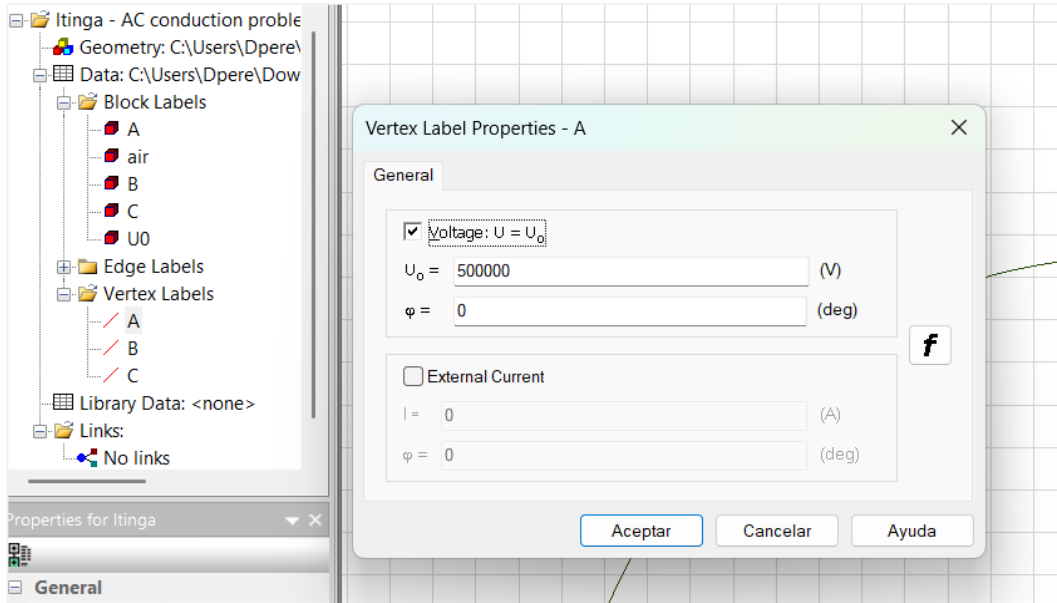 Itinga - AC conduction proble
Geometry: C:\Users\Dpere\
Data: C:\Users\Dpere\Dow
Block Labels
A
air
B
C
U0
Edge Labels
Vertex Labels
A
B
C
Library Data: <none>
Links:
No links
Properties for Itinga
General
Vertex Label Properties - A
General
Voltage: U = Uo
Uo = 500000 (V)
φ = 0 (deg)
f
External Current
I = 0 (A)
φ = 0 (deg)
Aceptar Cancelar Ayuda